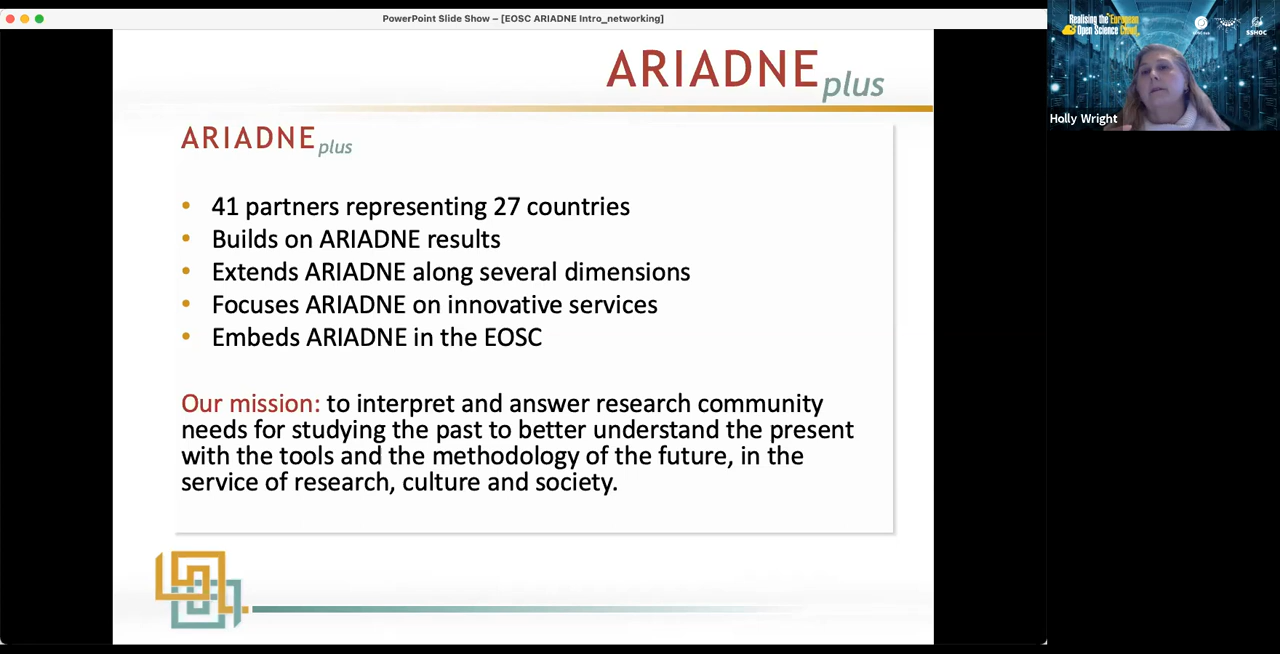 PowerPoint Slide Show – [EOSC ARIADNE Intro_networking]
ARIADNE plus
ARIADNE plus
• 41 partners representing 27 countries
• Builds on ARIADNE results
• Extends ARIADNE along several dimensions
• Focuses ARIADNE on innovative services
• Embeds ARIADNE in the EOSC
Our mission: to interpret and answer research community
needs for studying the past to better understand the present
with the tools and the methodology of the future, in the
service of research, culture and society.
Realising the European
Open Science Cloud
SSHOC
Holly Wright